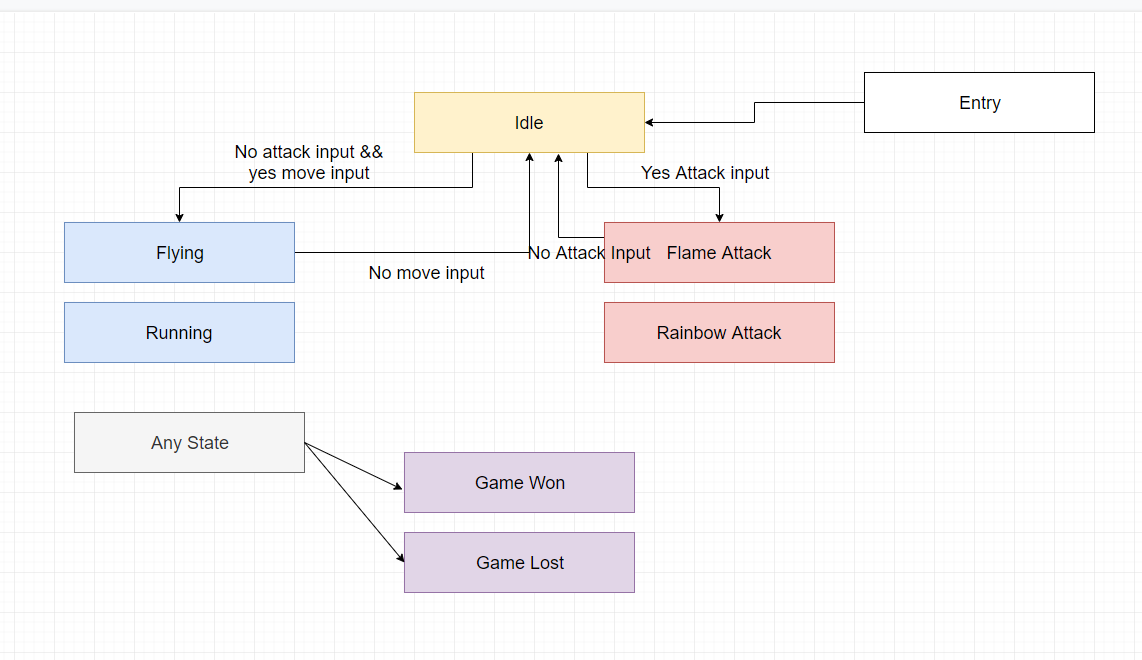 Entry
Idle
No attack input &&
yes move input
Yes Attack input
Flying
No move input
No Attack Input
Flame Attack
Running
Rainbow Attack
Any State
Game Won
Game Lost